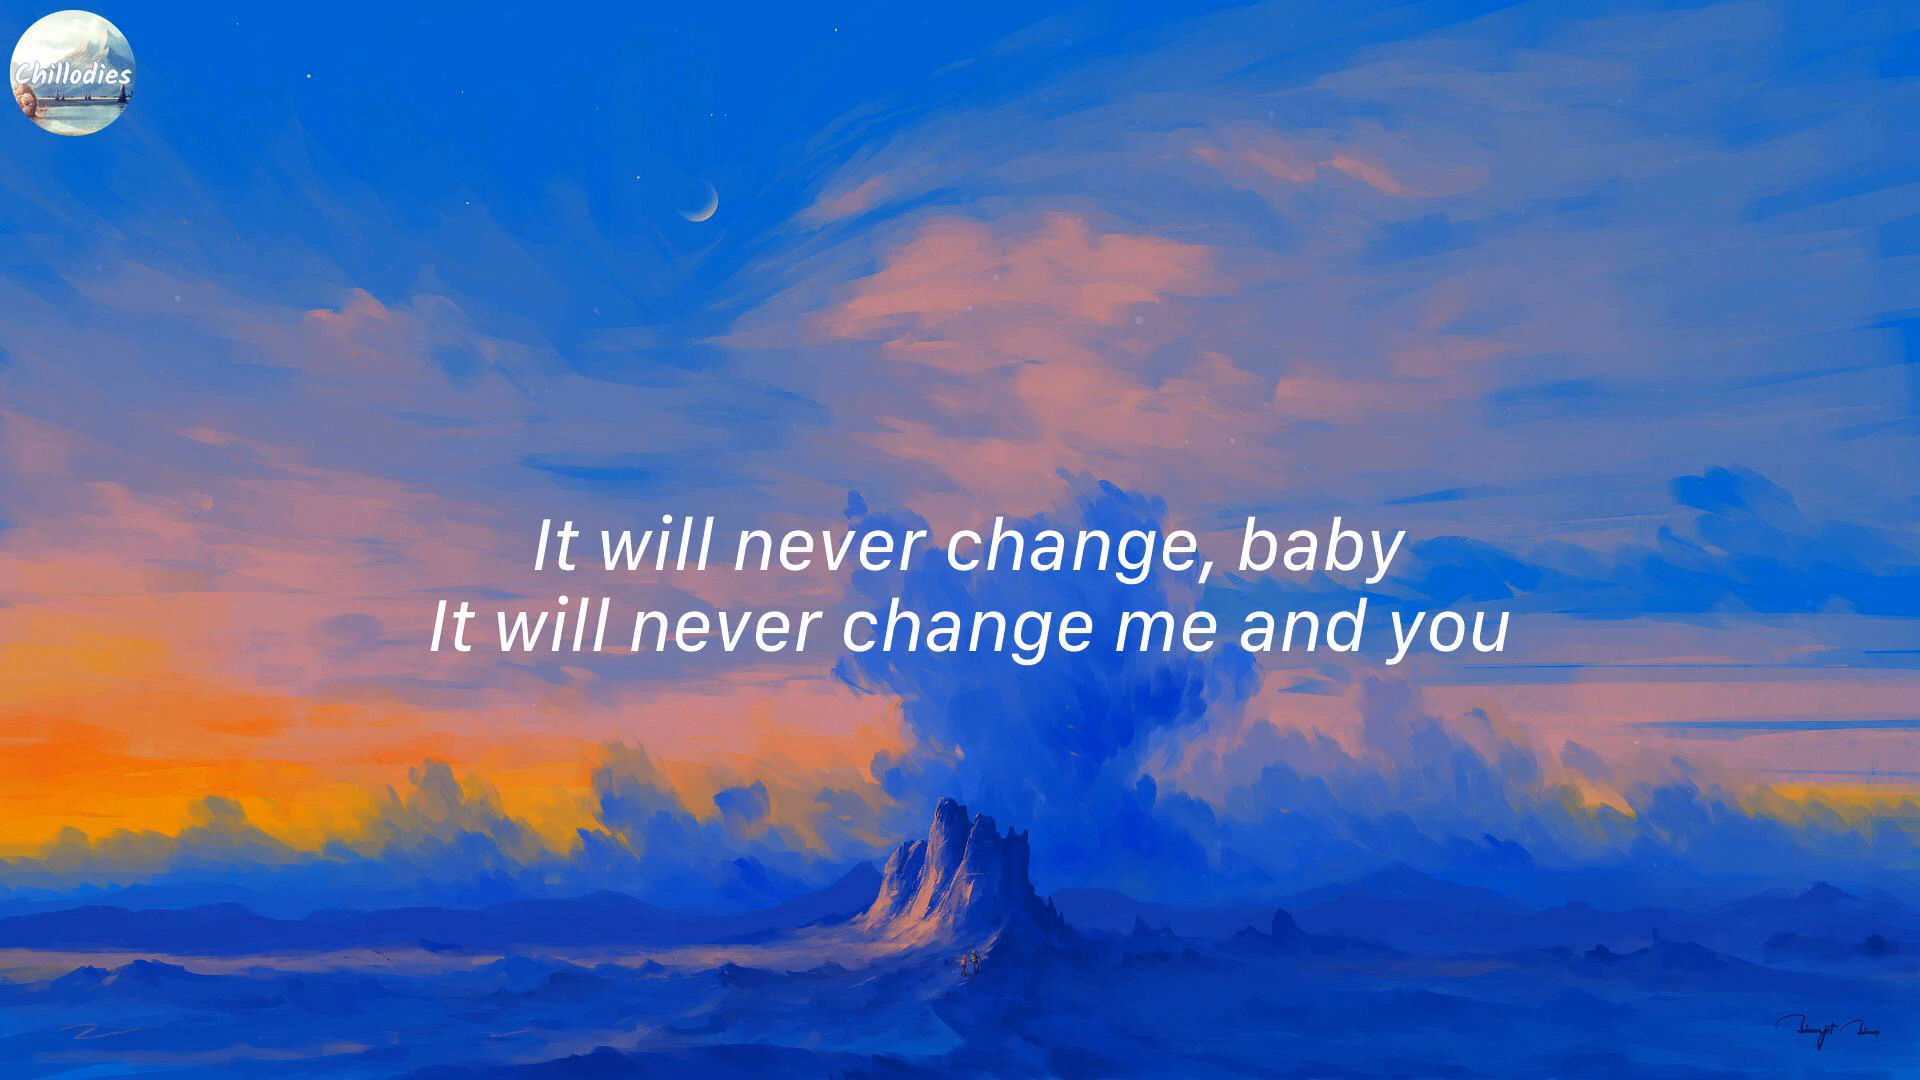 Chillodies
It will never change, baby
It will never change me and you